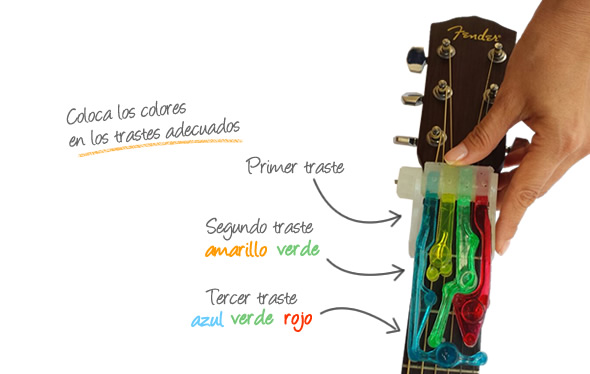 Fender
Coloca los colores
en los trastes adecuados
Primer traste
Segundo traste
amarillo verde
Tercer traste
azul verde rojo